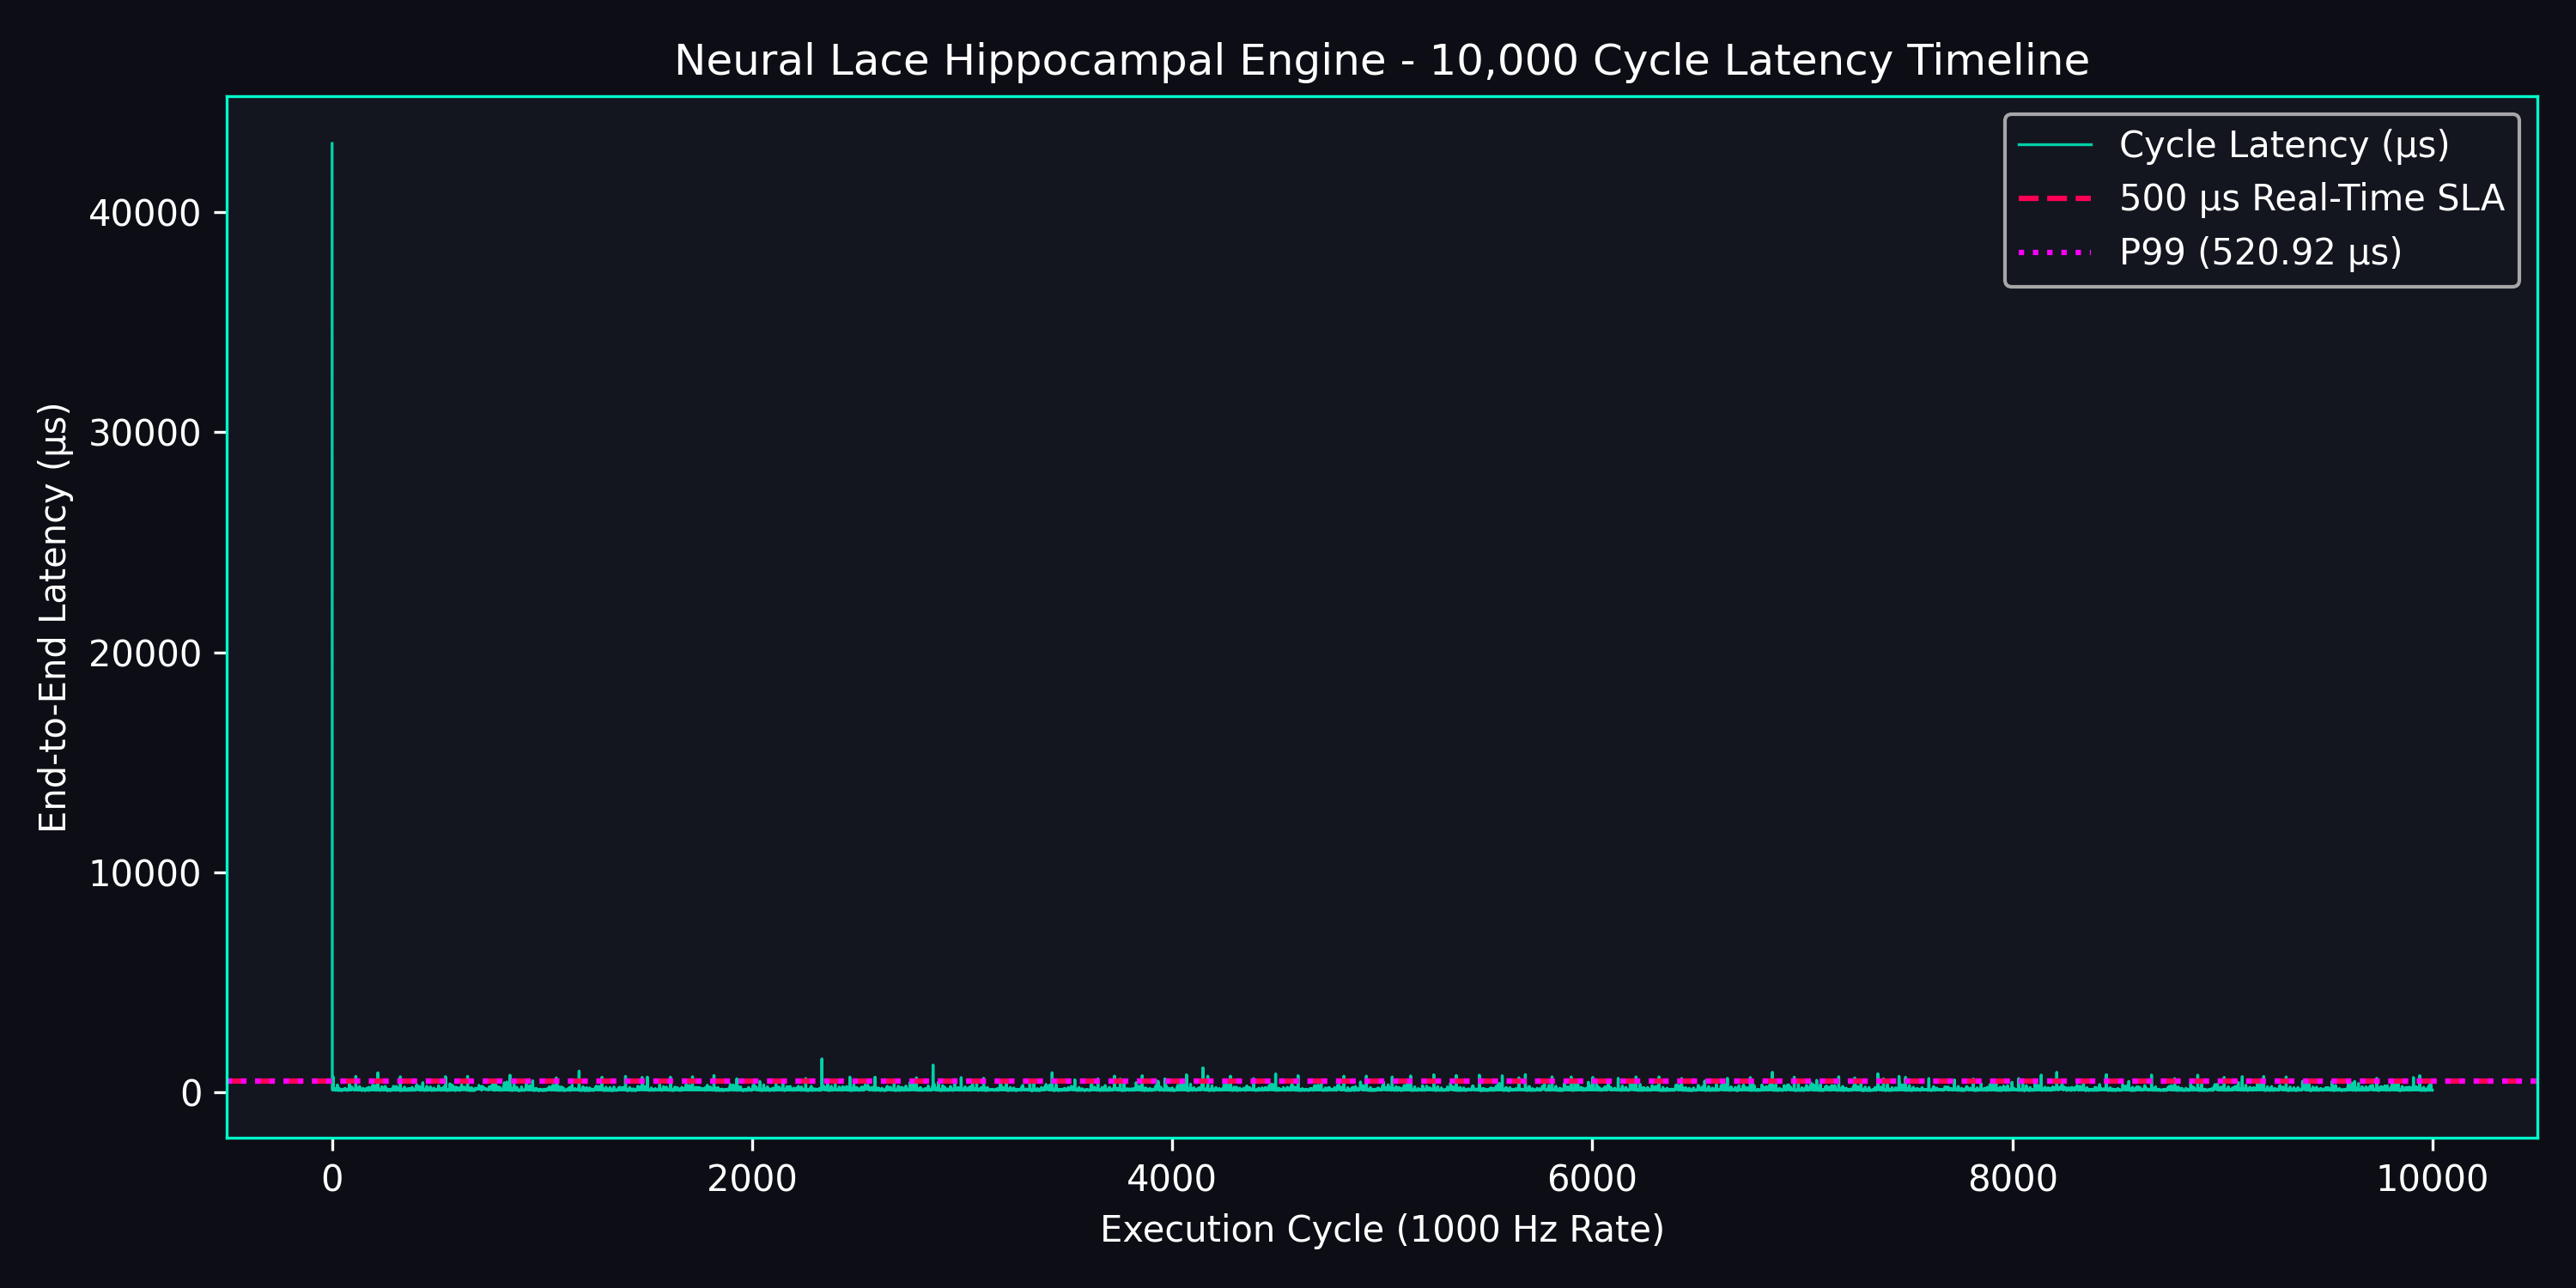 Neural Lace Hippocampal Engine - 10,000 Cycle Latency Timeline
Cycle Latency (µs)
500 µs Real-Time SLA
P99 (520.92 µs)
End-to-End Latency (µs)
40000
30000
20000
10000
0
0
2000
4000
6000
8000
10000
Execution Cycle (1000 Hz Rate)